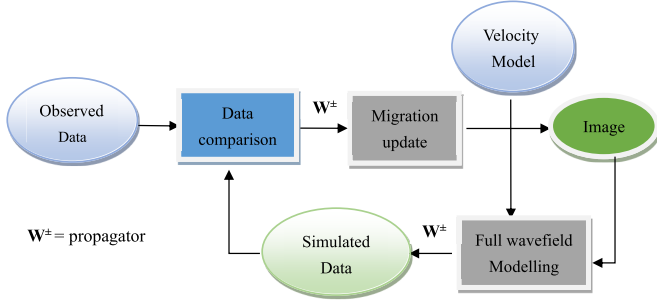 Velocity
Model
Observed
Data
Data
comparison
W±
Migration
update
Image
W± = propagator
Simulated
Data
W±
Full wavefield
Modelling